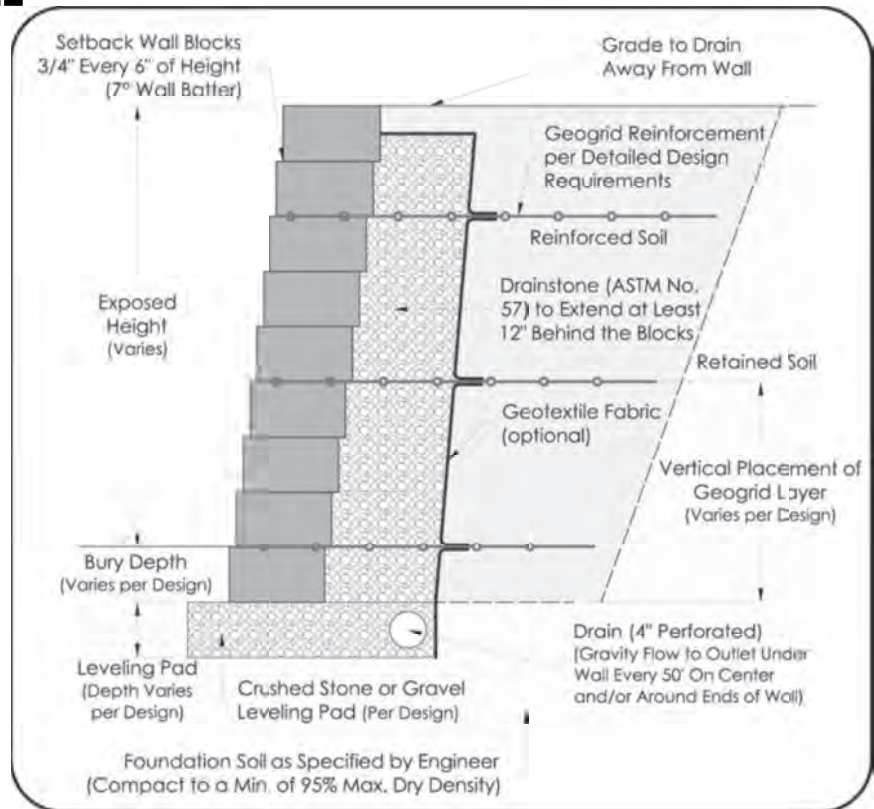 Setback Wall Blocks
3/4" Every 6" of Height
(7° Wall Batter)
Grade to Drain
Away From Wall
Geogrid Reinforcement
per Detailed Design
Requirements
Reinforced Soil
Exposed
Height
(Varies)
Drainstone (ASTM No.
57) to Extend at Least
12" Behind the Blocks
Retained Soil
Geotextile Fabric
(optional)
Vertical Placement of
Geogrid Layer
(Varies per Design)
Bury Depth
(Varies per Design)
Leveling Pad
(Depth Varies
per Design)
Crushed Stone or Gravel
Leveling Pad (Per Design)
Drain (4" Perforated)
(Gravity Flow to Outlet Under
Wall Every 50' On Center
and/or Around Ends of Wall)
Foundation Soil as Specified by Engineer
(Compact to a Min. of 95% Max. Dry Density)